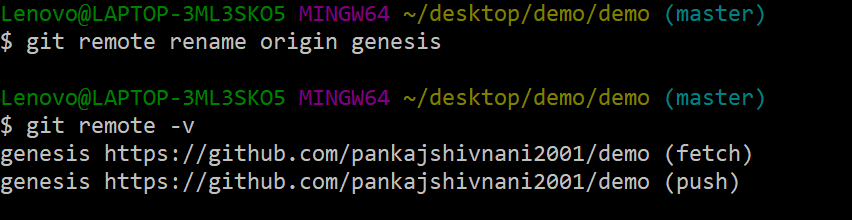 Lenovo@LAPTOP-3ML3SKO5 MINGW64 ~/desktop/demo/demo (master)
$ git remote rename origin genesis
Lenovo@LAPTOP-3ML3SKO5 MINGW64 ~/desktop/demo/demo (master)
$ git remote -v
genesis https://github.com/pankajshivnani2001/demo (fetch)
genesis https://github.com/pankajshivnani2001/demo (push)